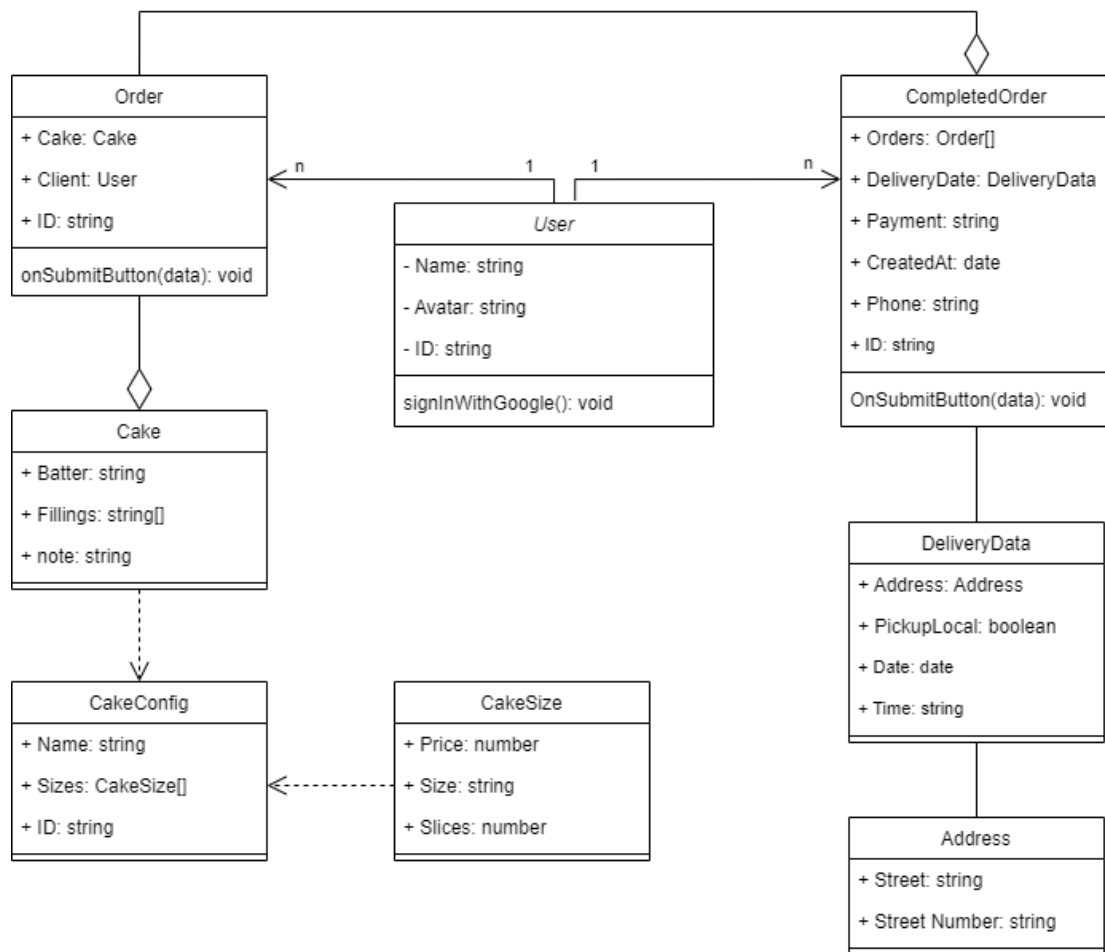 Order
+ Cake: Cake
+ Client: User
+ ID: string
onSubmitButton(data): void
CompletedOrder
+ Orders: Order[]
+ DeliveryDate: DeliveryData
+ Payment: string
+ CreatedAt: date
+ Phone: string
+ ID: string
OnSubmitButton(data): void
n
1
1
n
User
- Name: string
- Avatar: string
- ID: string
signInWithGoogle(): void
Cake
+ Batter: string
+ Fillings: string[]
+ note: string
DeliveryData
+ Address: Address
+ PickupLocal: boolean
+ Date: date
+ Time: string
CakeConfig
+ Name: string
+ Sizes: CakeSize[]
+ ID: string
CakeSize
+ Price: number
+ Size: string
+ Slices: number
Address
+ Street: string
+ Street Number: string